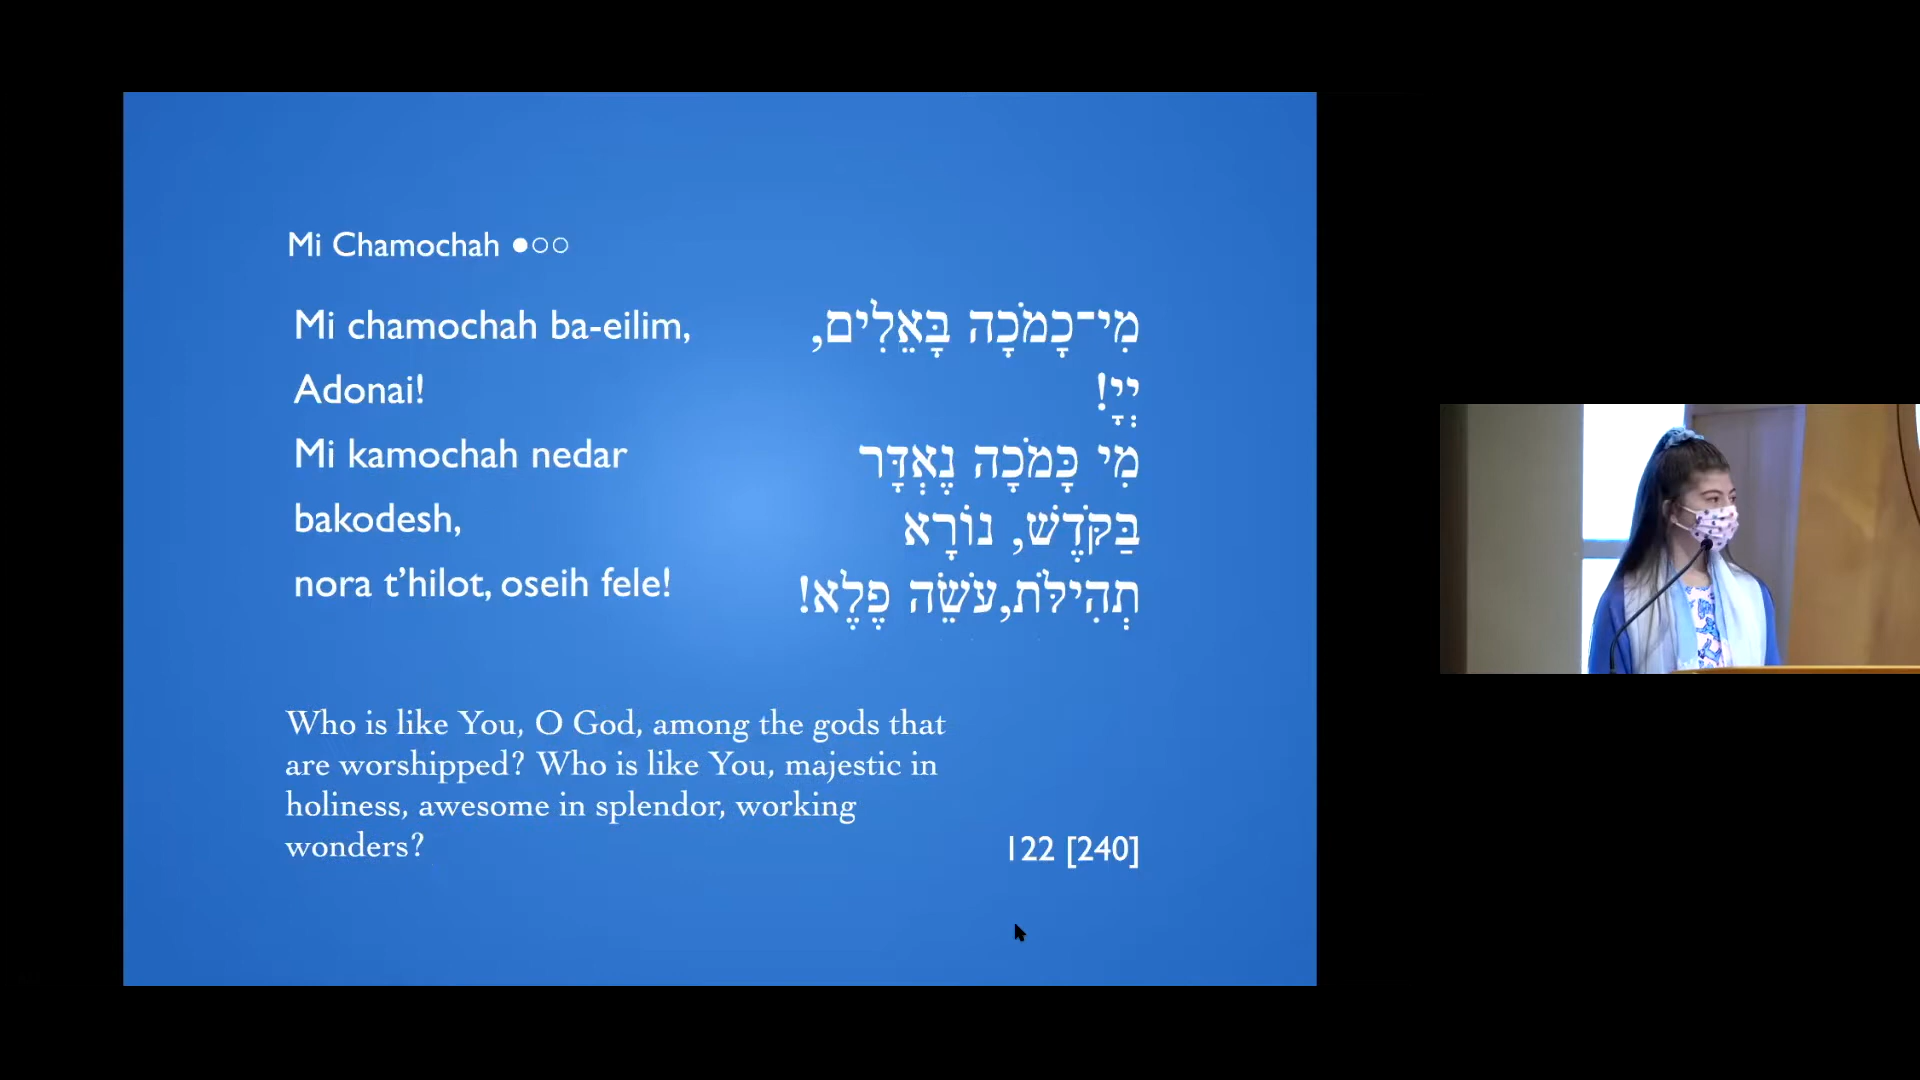 Mi Chamochah ●○○
Mi chamochah ba-eilim,
Adonai!
Mi kamochah nedar
bakodesh,
nora t’hilot, oseih fele!
מִי־כָמֹכָה בָּאֵלִים,
יְיָ!
מִי כָּמֹכָה נֶאְדָּר
בַּקֹּדֶשׁ, נוֹרָא
תְהִילֹּת,עֹשֵׂה פֶלֶא!
Who is like You, O God, among the gods that
are worshipped? Who is like You, majestic in
holiness, awesome in splendor, working
wonders?
122 [240]